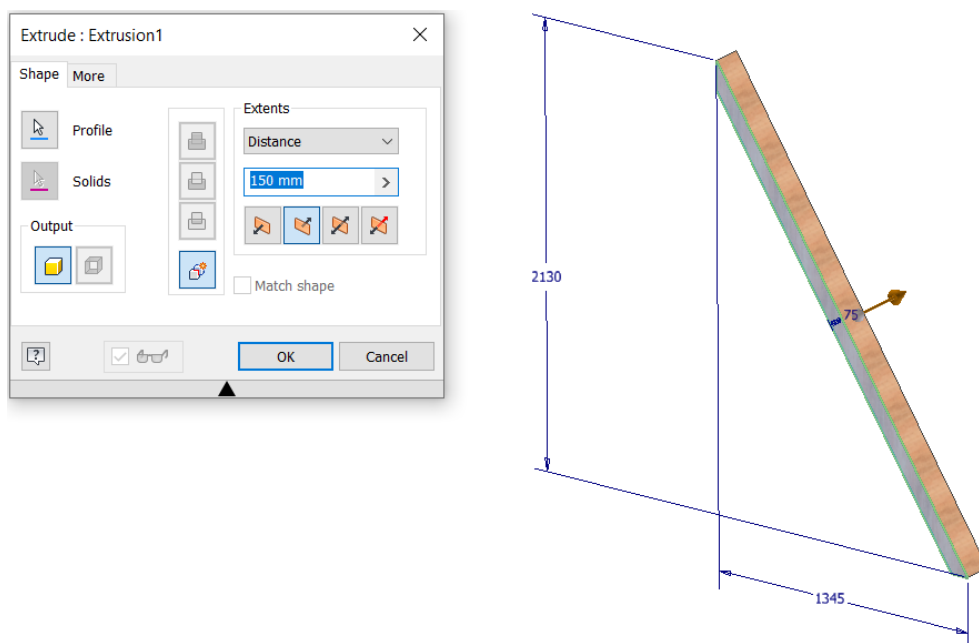 Extrude : Extrusion1
Shape More
Profile
Solids
Output
Extents
Distance
150 mm
Match shape
?
OK Cancel
2130
75
1345